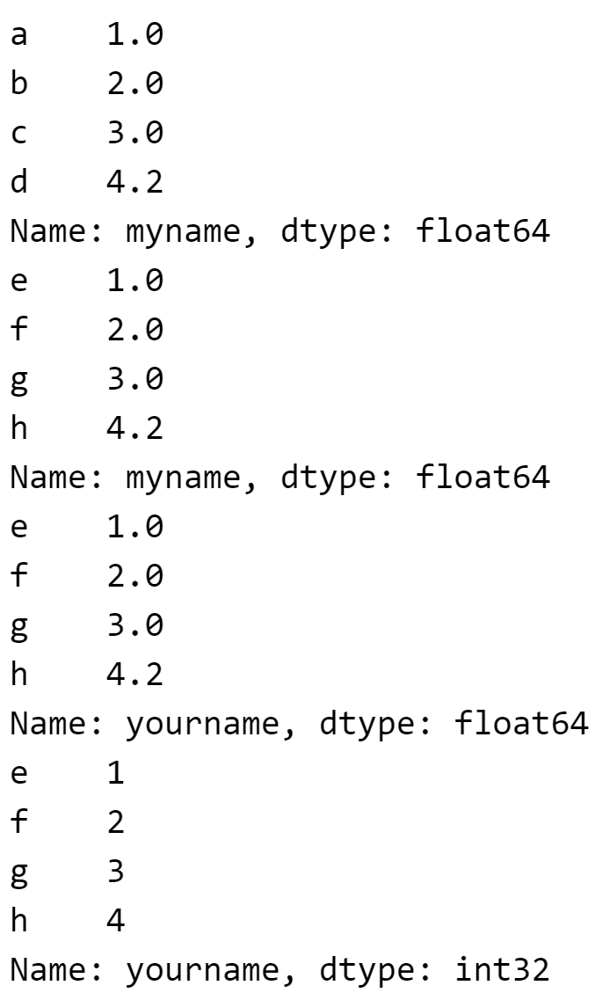 a    1.0
b    2.0
c    3.0
d    4.2
Name: myname, dtype: float64
e    1.0
f    2.0
g    3.0
h    4.2
Name: myname, dtype: float64
e    1.0
f    2.0
g    3.0
h    4.2
Name: yourname, dtype: float64
e    1
f    2
g    3
h    4
Name: yourname, dtype: int32